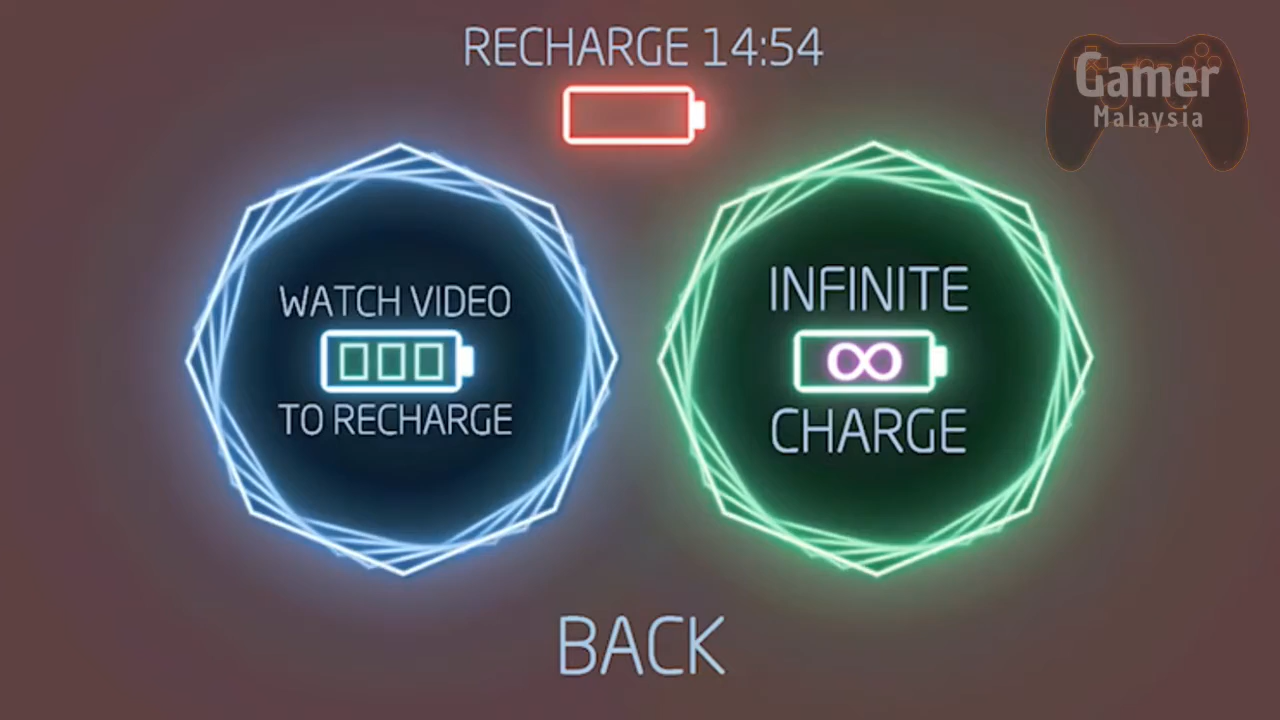 RECHARGE 14:54
Gamer
Malaysia
WATCH VIDEO
TO RECHARGE
INFINITE
∞
CHARGE
BACK